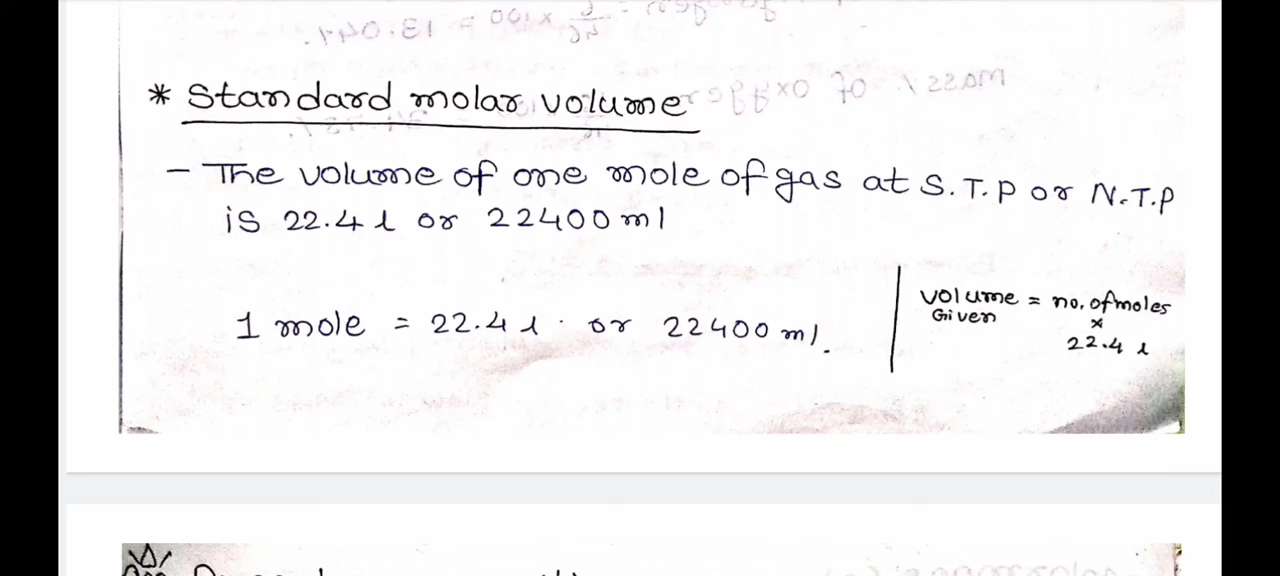 * Standard molar volume
- The volume of one mole of gas at S.T.P or N.T.P
is 22.4 l or 22400 ml
1 mole = 22.4 l. or 22400 ml.
volume = no. of moles
Given ×
22.4 l